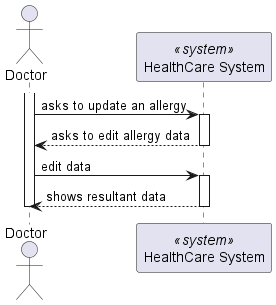 Doctor
«system»
HealthCare System
asks to update an allergy
asks to edit allergy data
edit data
shows resultant data
Doctor
«system»
HealthCare System